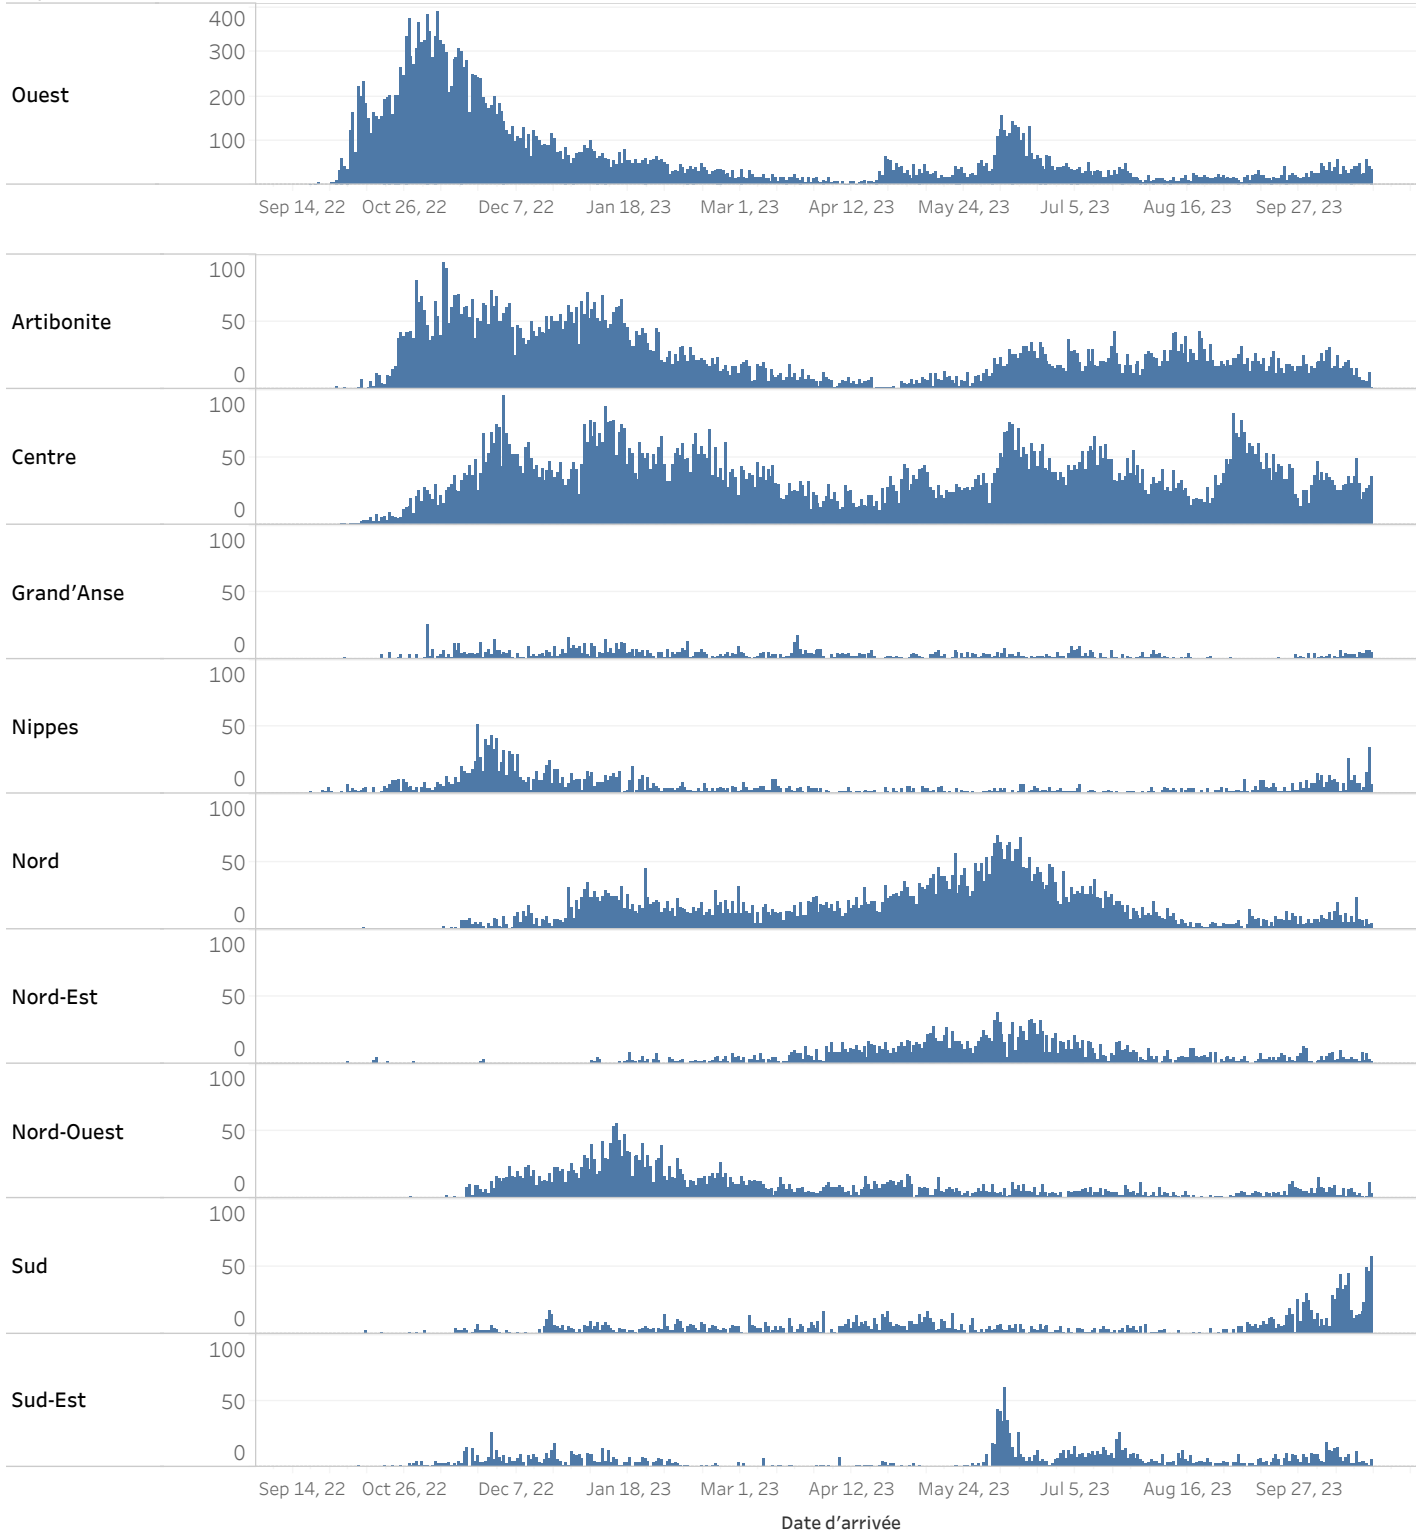 400
300
Ouest
200
100
Sep 14, 22 Oct 26, 22 Dec 7, 22 Jan 18, 23 Mar 1, 23 Apr 12, 23 May 24, 23 Jul 5, 23 Aug 16, 23 Sep 27, 23
100
Artibonite 50
0
100
Centre 50
0
100
Grand’Anse 50
0
100
Nippes 50
0
100
Nord 50
0
100
Nord-Est 50
0
100
Nord-Ouest 50
0
100
Sud 50
0
100
Sud-Est 50
0
Sep 14, 22 Oct 26, 22 Dec 7, 22 Jan 18, 23 Mar 1, 23 Apr 12, 23 May 24, 23 Jul 5, 23 Aug 16, 23 Sep 27, 23
Date d’arrivée